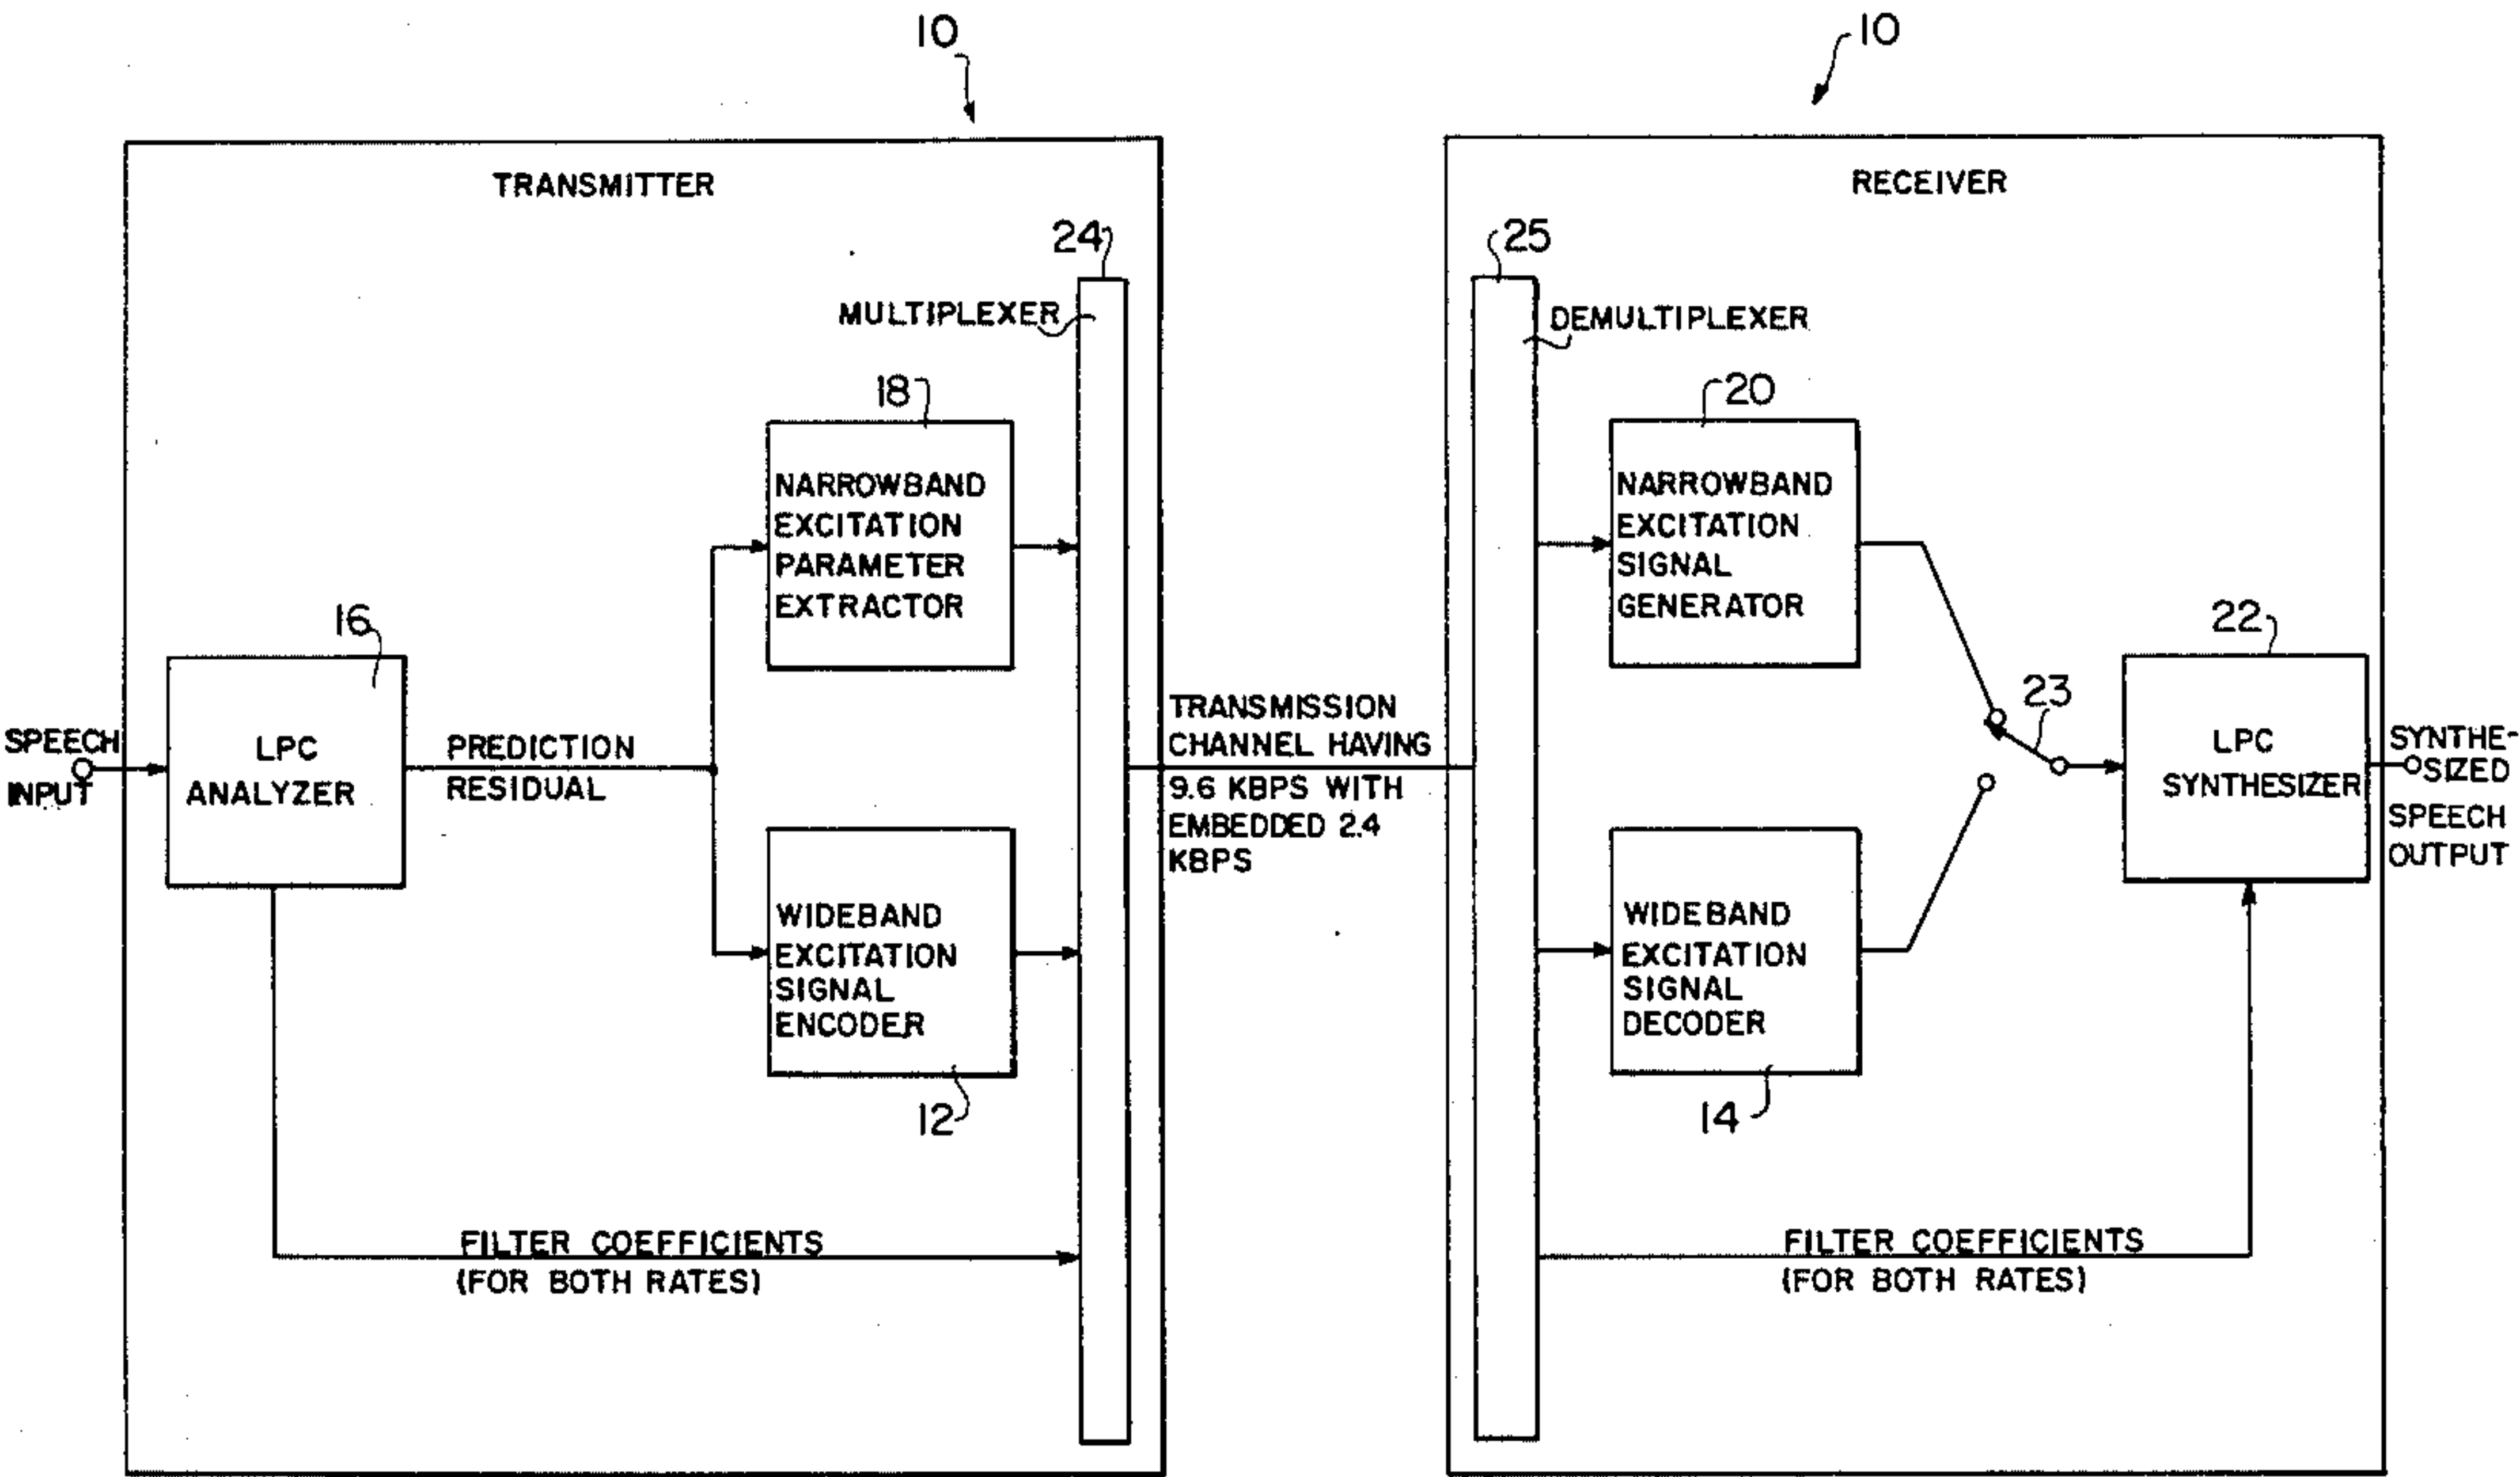 10
10
TRANSMITTER
RECEIVER
24
25
MULTIPLEXER
DEMULTIPLEXER
18
20
NARROWBAND
EXCITATION
PARAMETER
EXTRACTOR
NARROWBAND
EXCITATION
SIGNAL
GENERATOR
16
22
23
SPEECH
INPUT
LPC
ANALYZER
PREDICTION
RESIDUAL
TRANSMISSION
CHANNEL HAVING
9.6 KBPS WITH
EMBEDDED 2.4
KBPS
LPC
SYNTHESIZER
SYNTHE-
SIZED
SPEECH
OUTPUT
WIDEBAND
EXCITATION
SIGNAL
ENCODER
WIDEBAND
EXCITATION
SIGNAL
DECODER
12
14
FILTER COEFFICIENTS
(FOR BOTH RATES)
FILTER COEFFICIENTS
(FOR BOTH RATES)